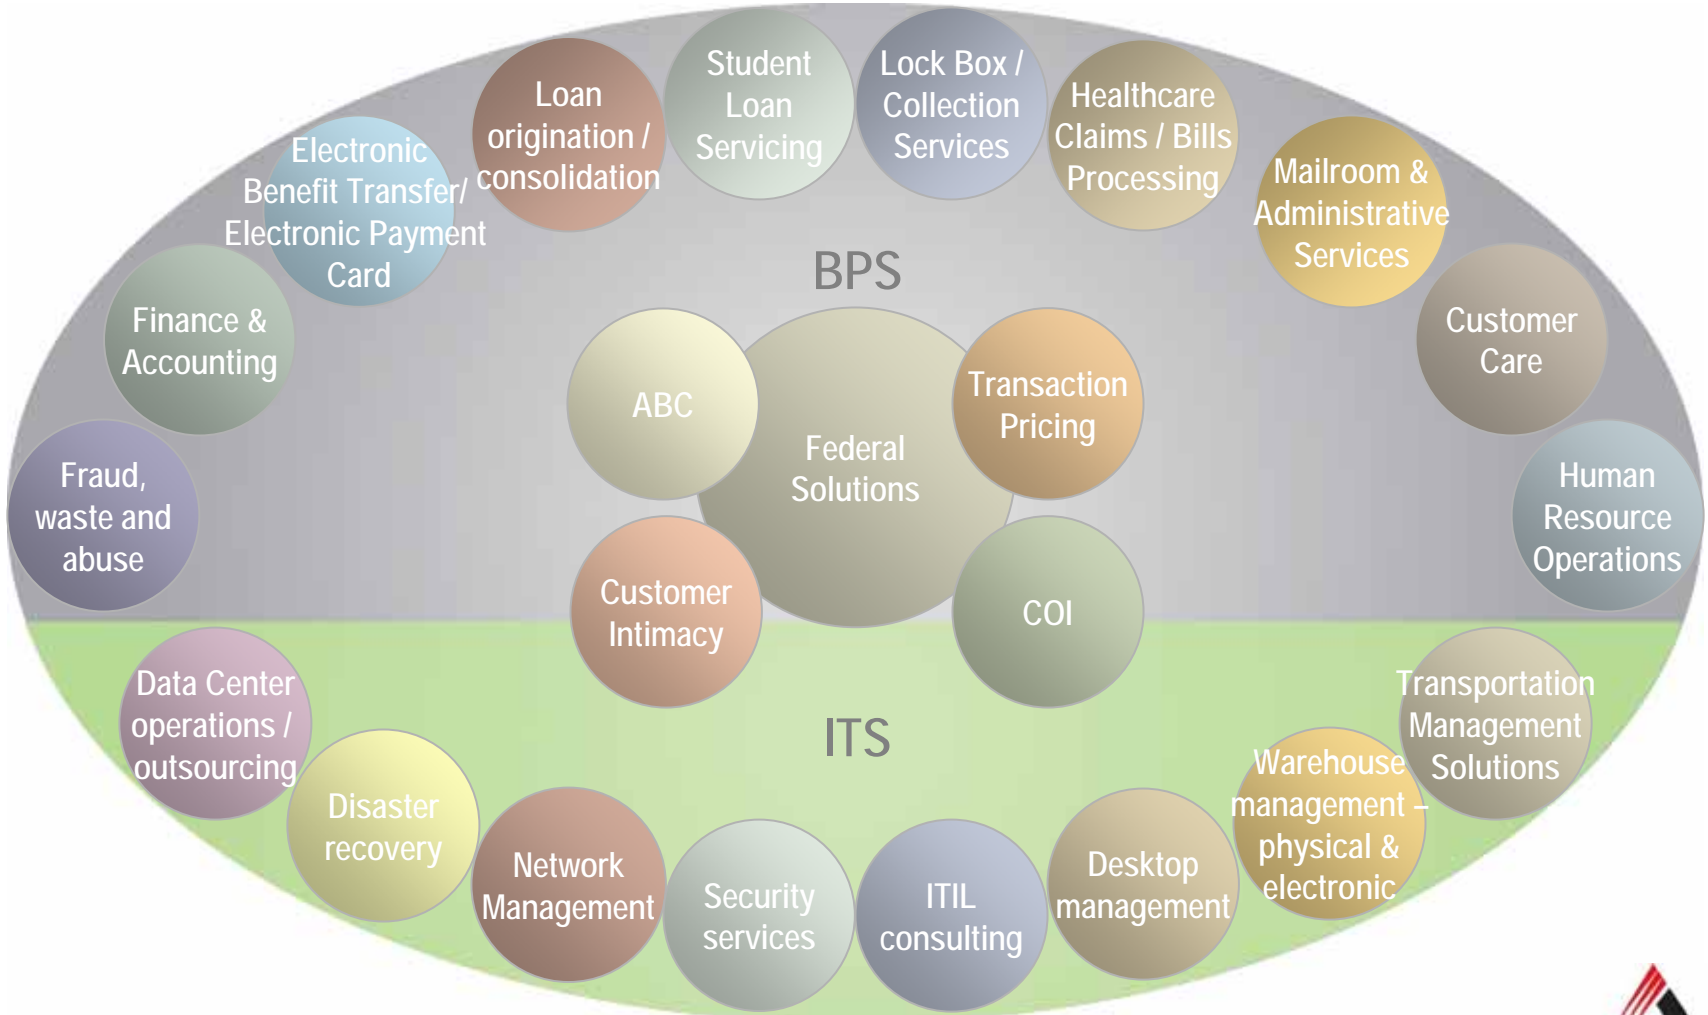 Student
Loan
Servicing
Lock Box /
Collection
Services
Loan
origination /
consolidation
Healthcare
Claims / Bills
Processing
Electronic
Benefit Transfer/
Electronic Payment
Card
Mailroom &
Administrative
Services
Finance &
Accounting
Customer
Care
Fraud,
waste and
abuse
Human
Resource
Operations
BPS
ABC
Transaction
Pricing
Federal
Solutions
Customer
Intimacy
COI
ITS
Data Center
operations /
outsourcing
Disaster
recovery
Network
Management
Security
services
ITIL
consulting
Desktop
management
Warehouse
management –
physical &
electronic
Transportation
Management
Solutions